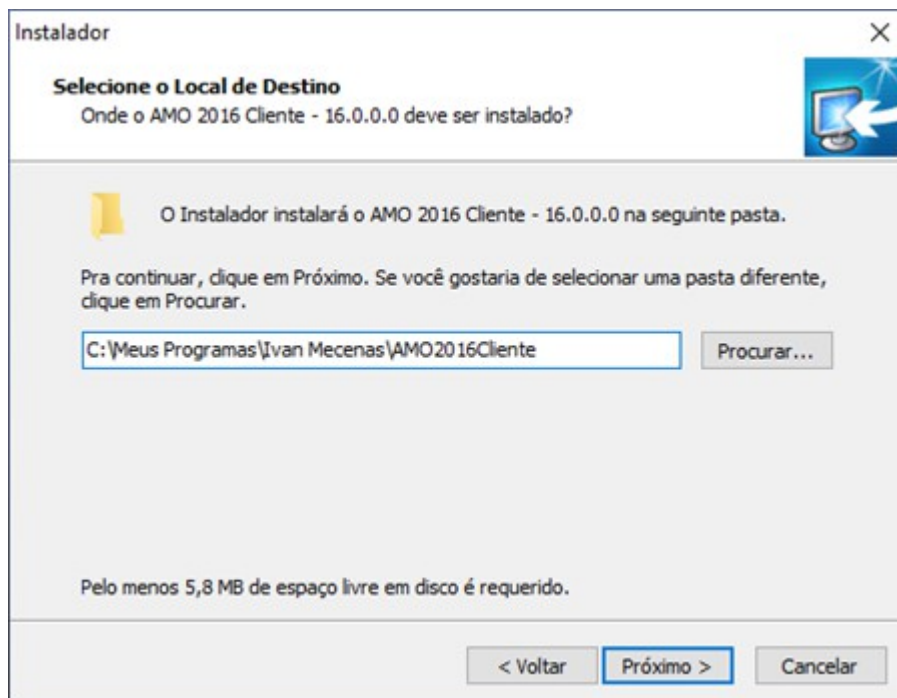 Instalador
Selecione o Local de Destino
Onde o AMO 2016 Cliente - 16.0.0.0 deve ser instalado?
O Instalador instalará o AMO 2016 Cliente - 16.0.0.0 na seguinte pasta.
Pra continuar, clique em Próximo. Se você gostaria de selecionar uma pasta diferente,
clique em Procurar.
C:\Meus Programas\Ivan Mecenas\AMO2016Cliente
Procurar...
Pelo menos 5,8 MB de espaço livre em disco é requerido.
< Voltar
Próximo >
Cancelar